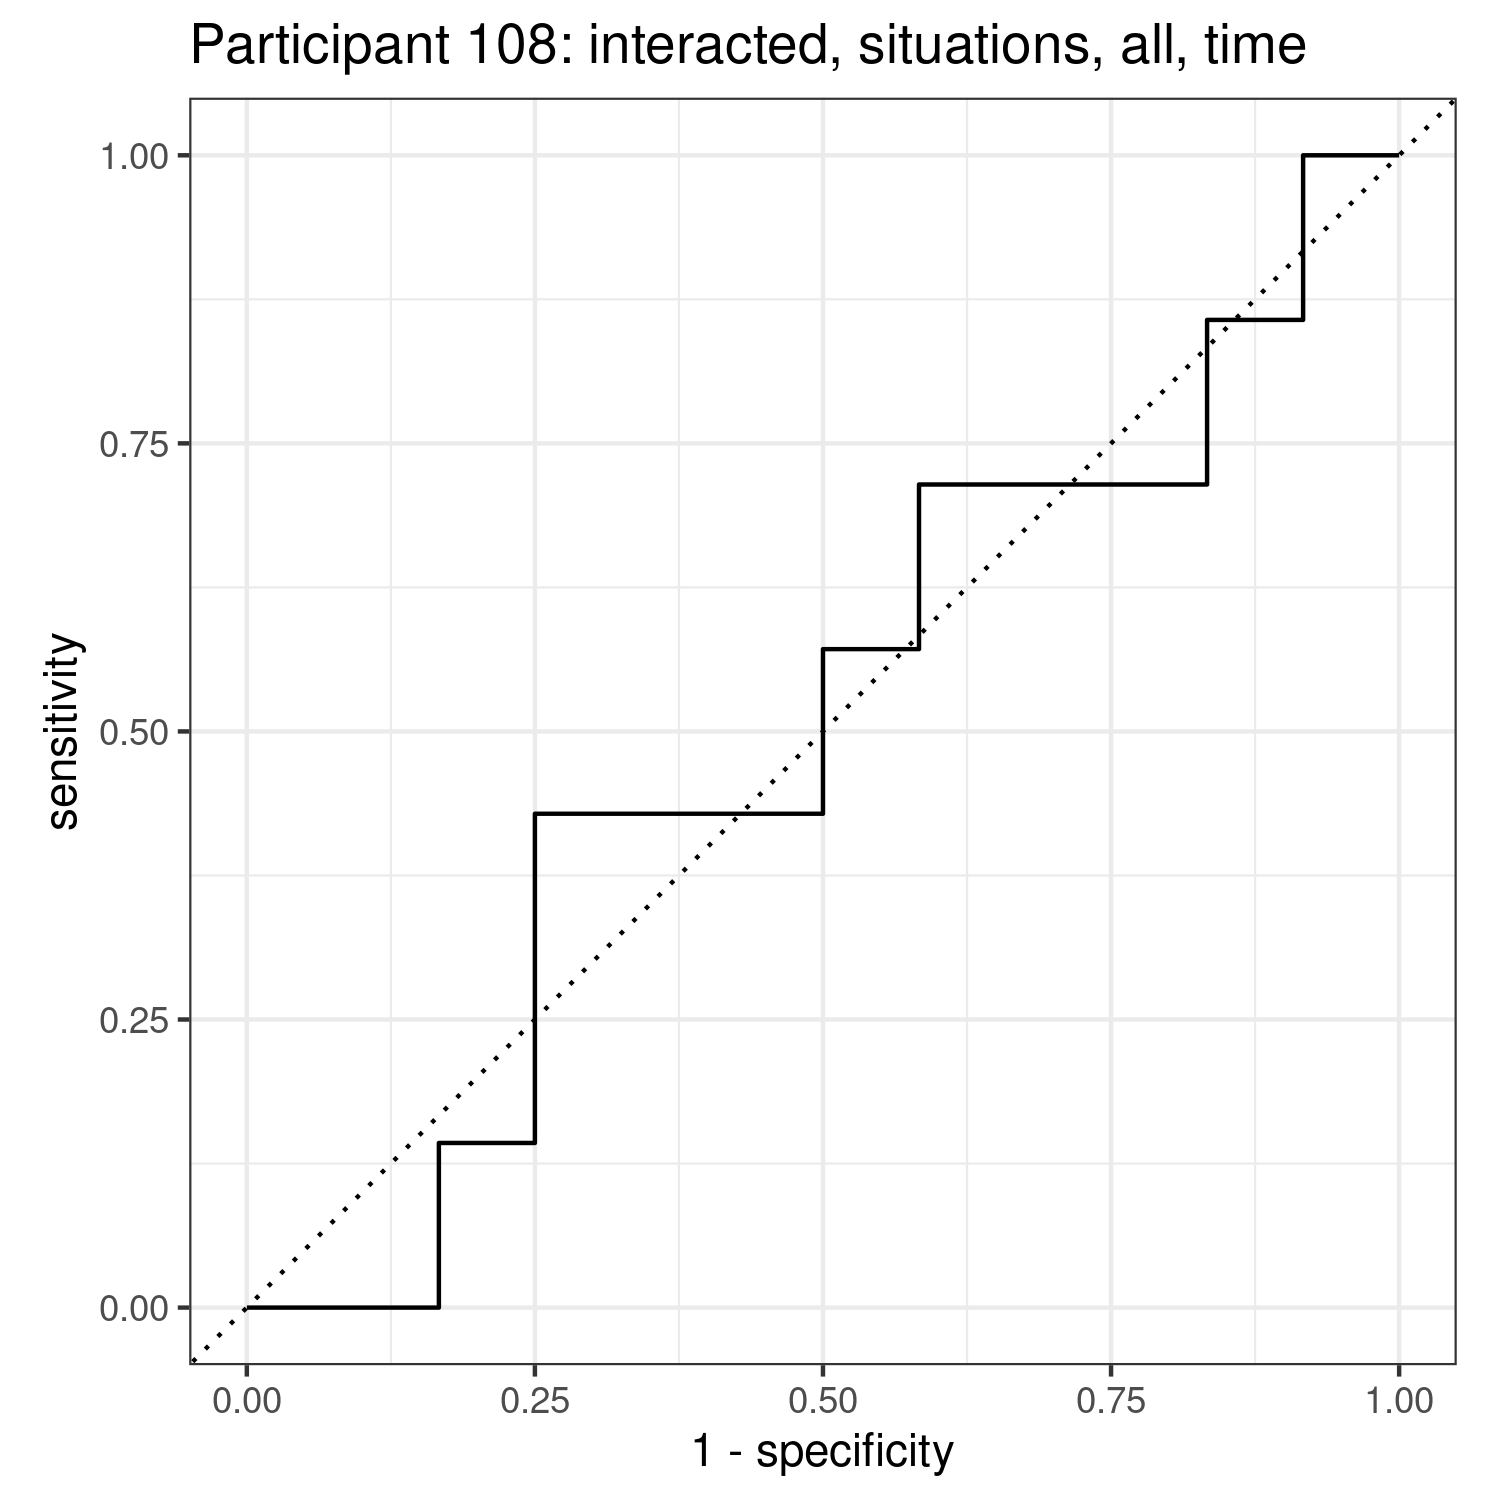 Participant 108: interacted, situations, all, time
1.00
0.75
0.50
0.25
0.00
sensitivity
0.00 0.25 0.50 0.75 1.00
1 - specificity